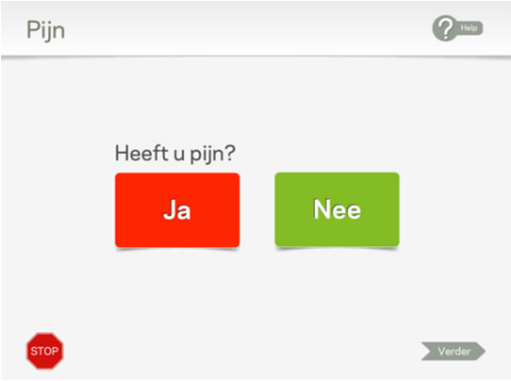 Pijn
? Help
Heeft u pijn?
Ja
Nee
STOP
Verder